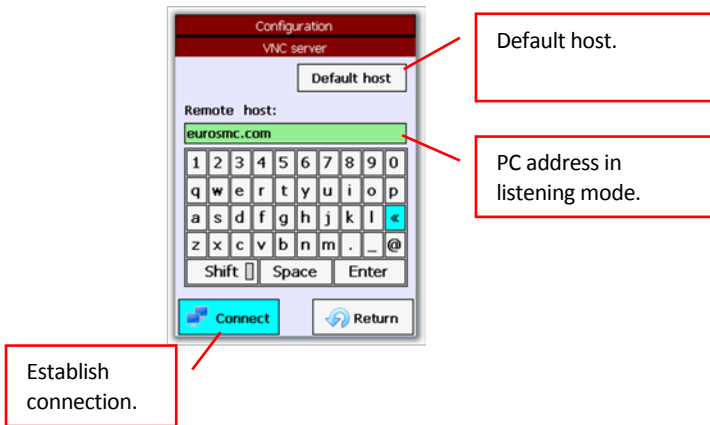 Configuration
VNC server
Default host
Default host.
Remote host:
eurosmc.com
1 2 3 4 5 6 7 8 9 0
q w e r t y u i o p
a s d f g h j k l «
z x c v b n m . _ @
Shift Space Enter
PC address in
listening mode.
Connect Return
Establish
connection.